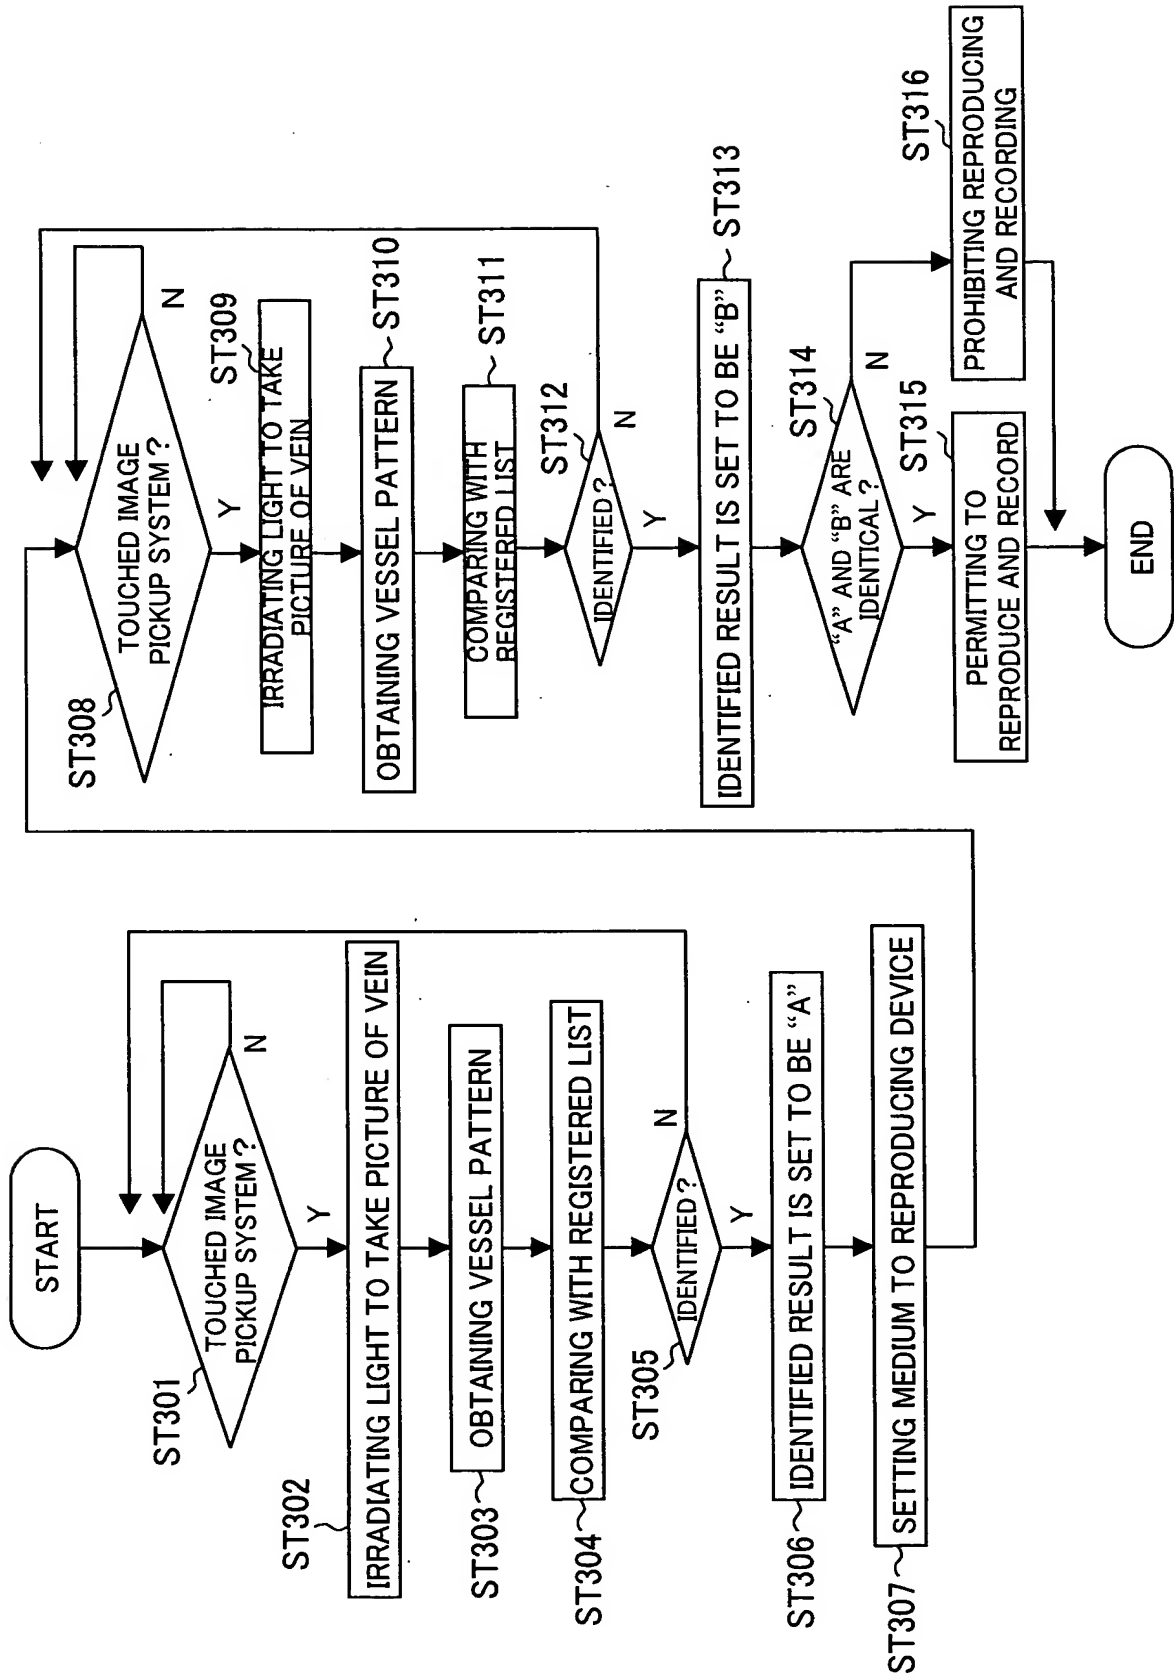 START
ST301
TOUCHED IMAGE
PICKUP SYSTEM?
N
Y
ST302
IRRADIATING LIGHT TO TAKE PICTURE OF VEIN
ST303
OBTAINING VESSEL PATTERN
ST304
COMPARING WITH REGISTERED LIST
ST305
IDENTIFIED?
N
Y
ST306
IDENTIFIED RESULT IS SET TO BE “A”
ST307
SETTING MEDIUM TO REPRODUCING DEVICE
ST308
TOUCHED IMAGE
PICKUP SYSTEM?
N
Y
ST309
IRRADIATING LIGHT TO TAKE
PICTURE OF VEIN
ST310
OBTAINING VESSEL PATTERN
ST311
COMPARING WITH
REGISTERED LIST
ST312
IDENTIFIED?
N
Y
ST313
IDENTIFIED RESULT IS SET TO BE “B”
ST314
“A” AND “B” ARE
IDENTICAL?
N
Y
ST315
PERMITTING TO
REPRODUCE AND RECORD
ST316
PROHIBITING REPRODUCING
AND RECORDING
END